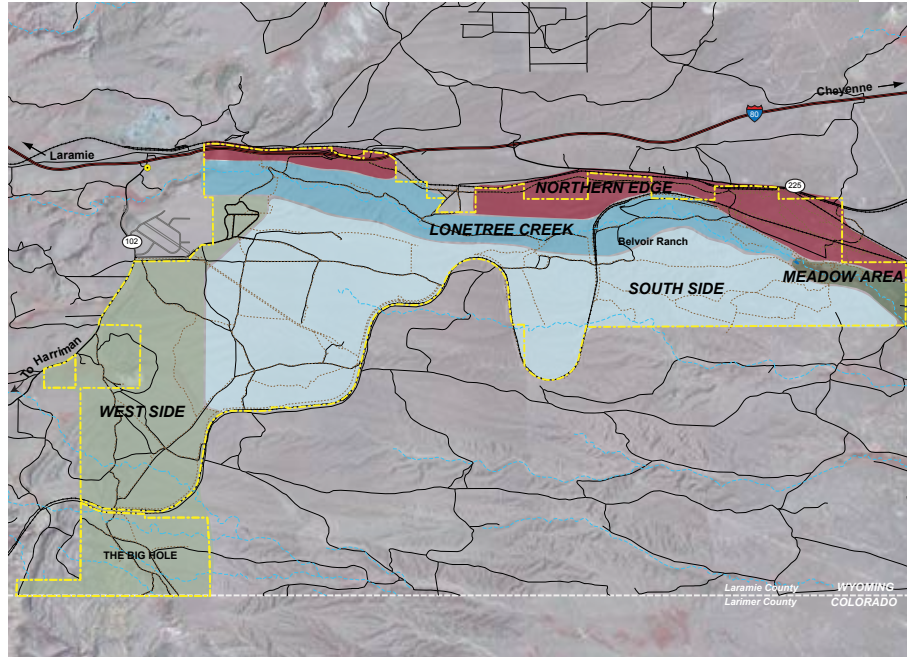 Cheyenne
80
Laramie
NORTHERN EDGE
225
LONETREE CREEK
102
Belvoir Ranch
MEADOW AREA
SOUTH SIDE
To Harriman
WEST SIDE
THE BIG HOLE
Laramie County
WYOMING
Larimer County
COLORADO